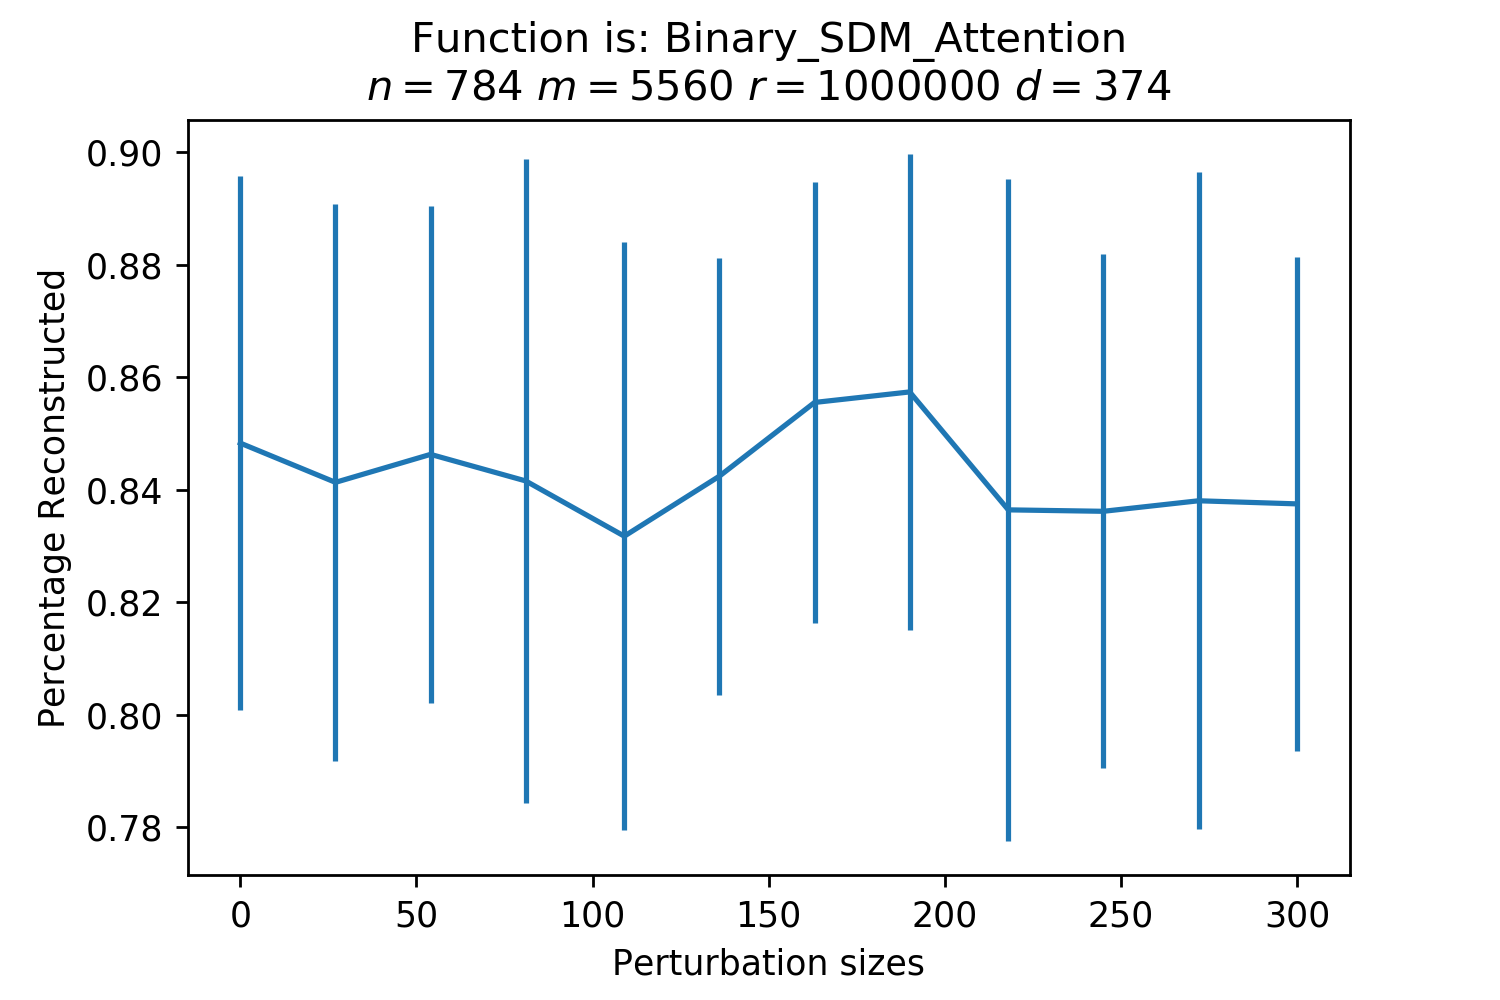 Function is: Binary_SDM_Attention
n = 784 m = 5560 r = 1000000 d = 374
0.90
0.88
0.86
0.84
0.82
0.80
0.78
Percentage Reconstructed
0 50 100 150 200 250 300
Perturbation sizes